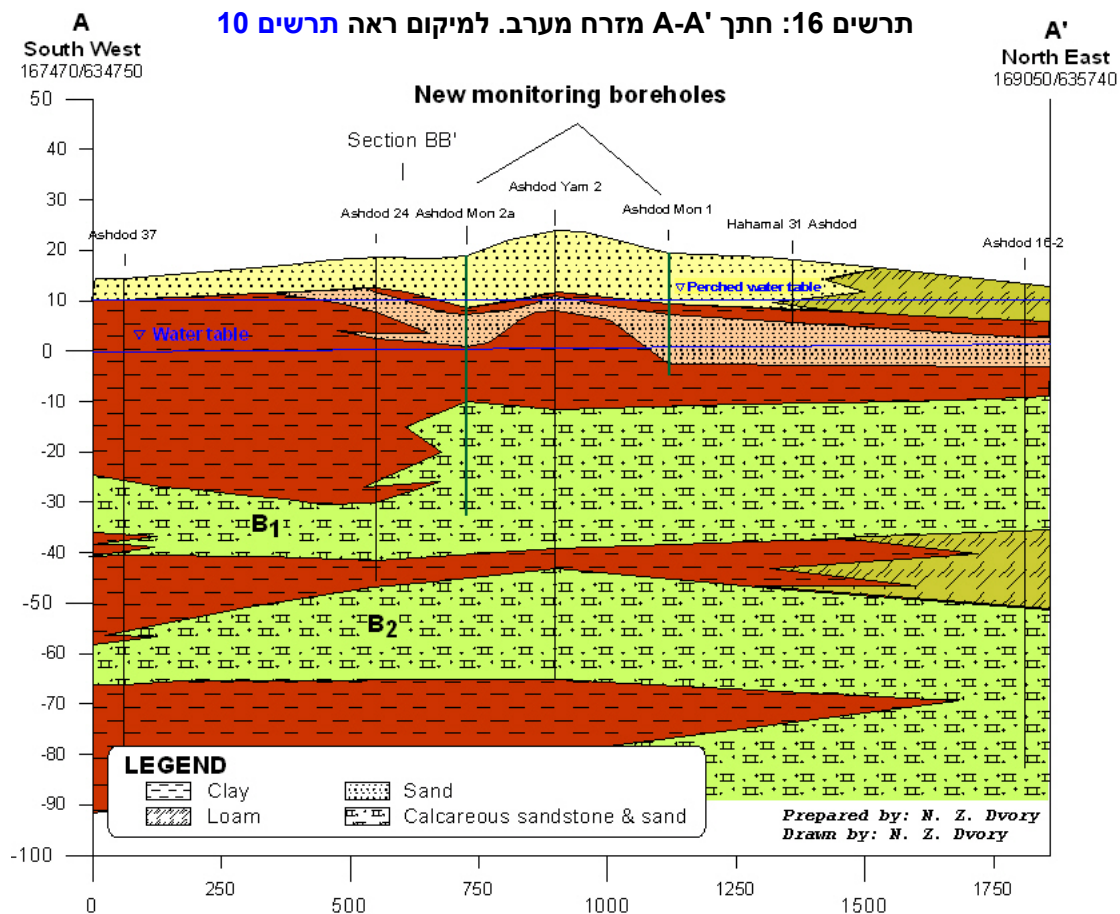 תרשים 16: חתך A-A' מזרח מערב. למיקום ראה תרשים 10
A
South West
167470/634750
A'
North East
169050/635740
New monitoring boreholes
Section BB'
Ashdod 37
Ashdod 24
Ashdod Mon 2a
Ashdod Yam 2
Ashdod Mon 1
Hahamal 31 Ashdod
Ashdod 16-2
50
40
30
20
10
0
-10
-20
-30
-40
-50
-60
-70
-80
-90
-100
Perched water table
Water table
B1
B2
LEGEND
Clay
Sand
Loam
Calcareous sandstone & sand
Prepared by: N. Z. Dvory
Drawn by: N. Z. Dvory
0
250
500
750
1000
1250
1500
1750